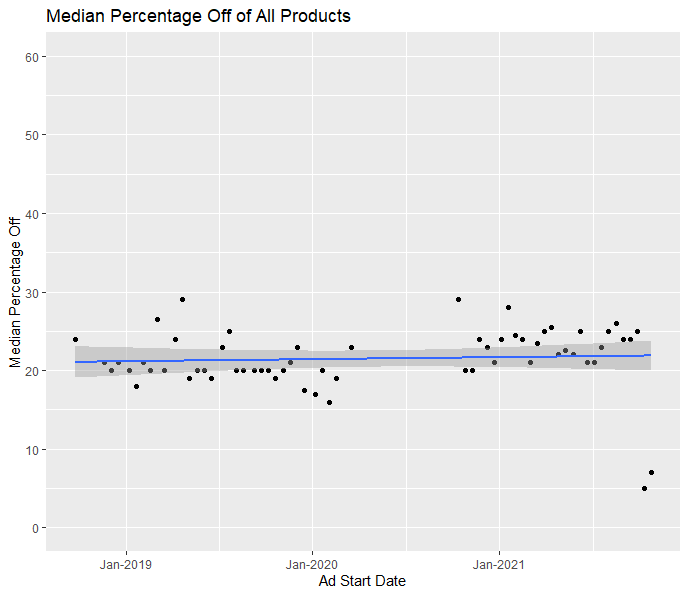 Median Percentage Off of All Products
60
50
40
30
20
10
0
Median Percentage Off
Jan-2019 Jan-2020 Jan-2021
Ad Start Date